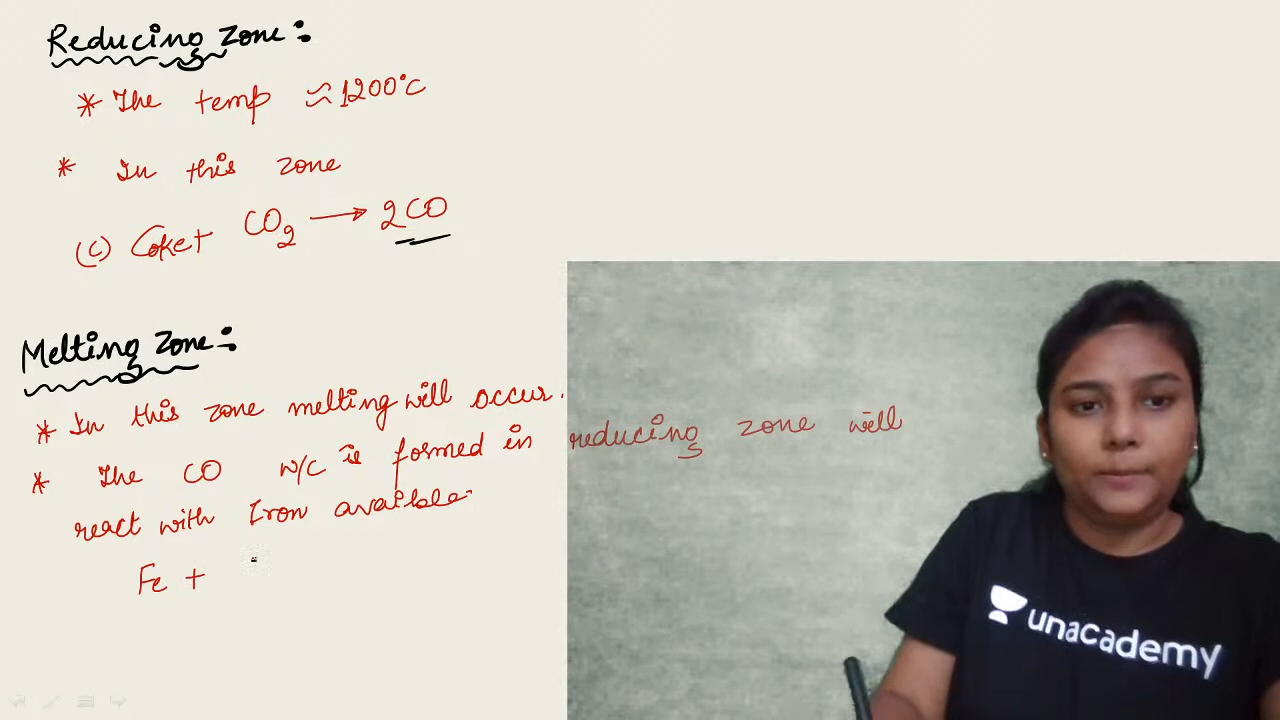 Reducing zone:
* The temp ≈ 1200°C
* In this zone
(C) Coke + CO₂ → 2CO
Melting zone:
* In this zone melting will occur.
* The CO w/c is formed in reducing zone will
react with Iron available
Fe +
unacademy